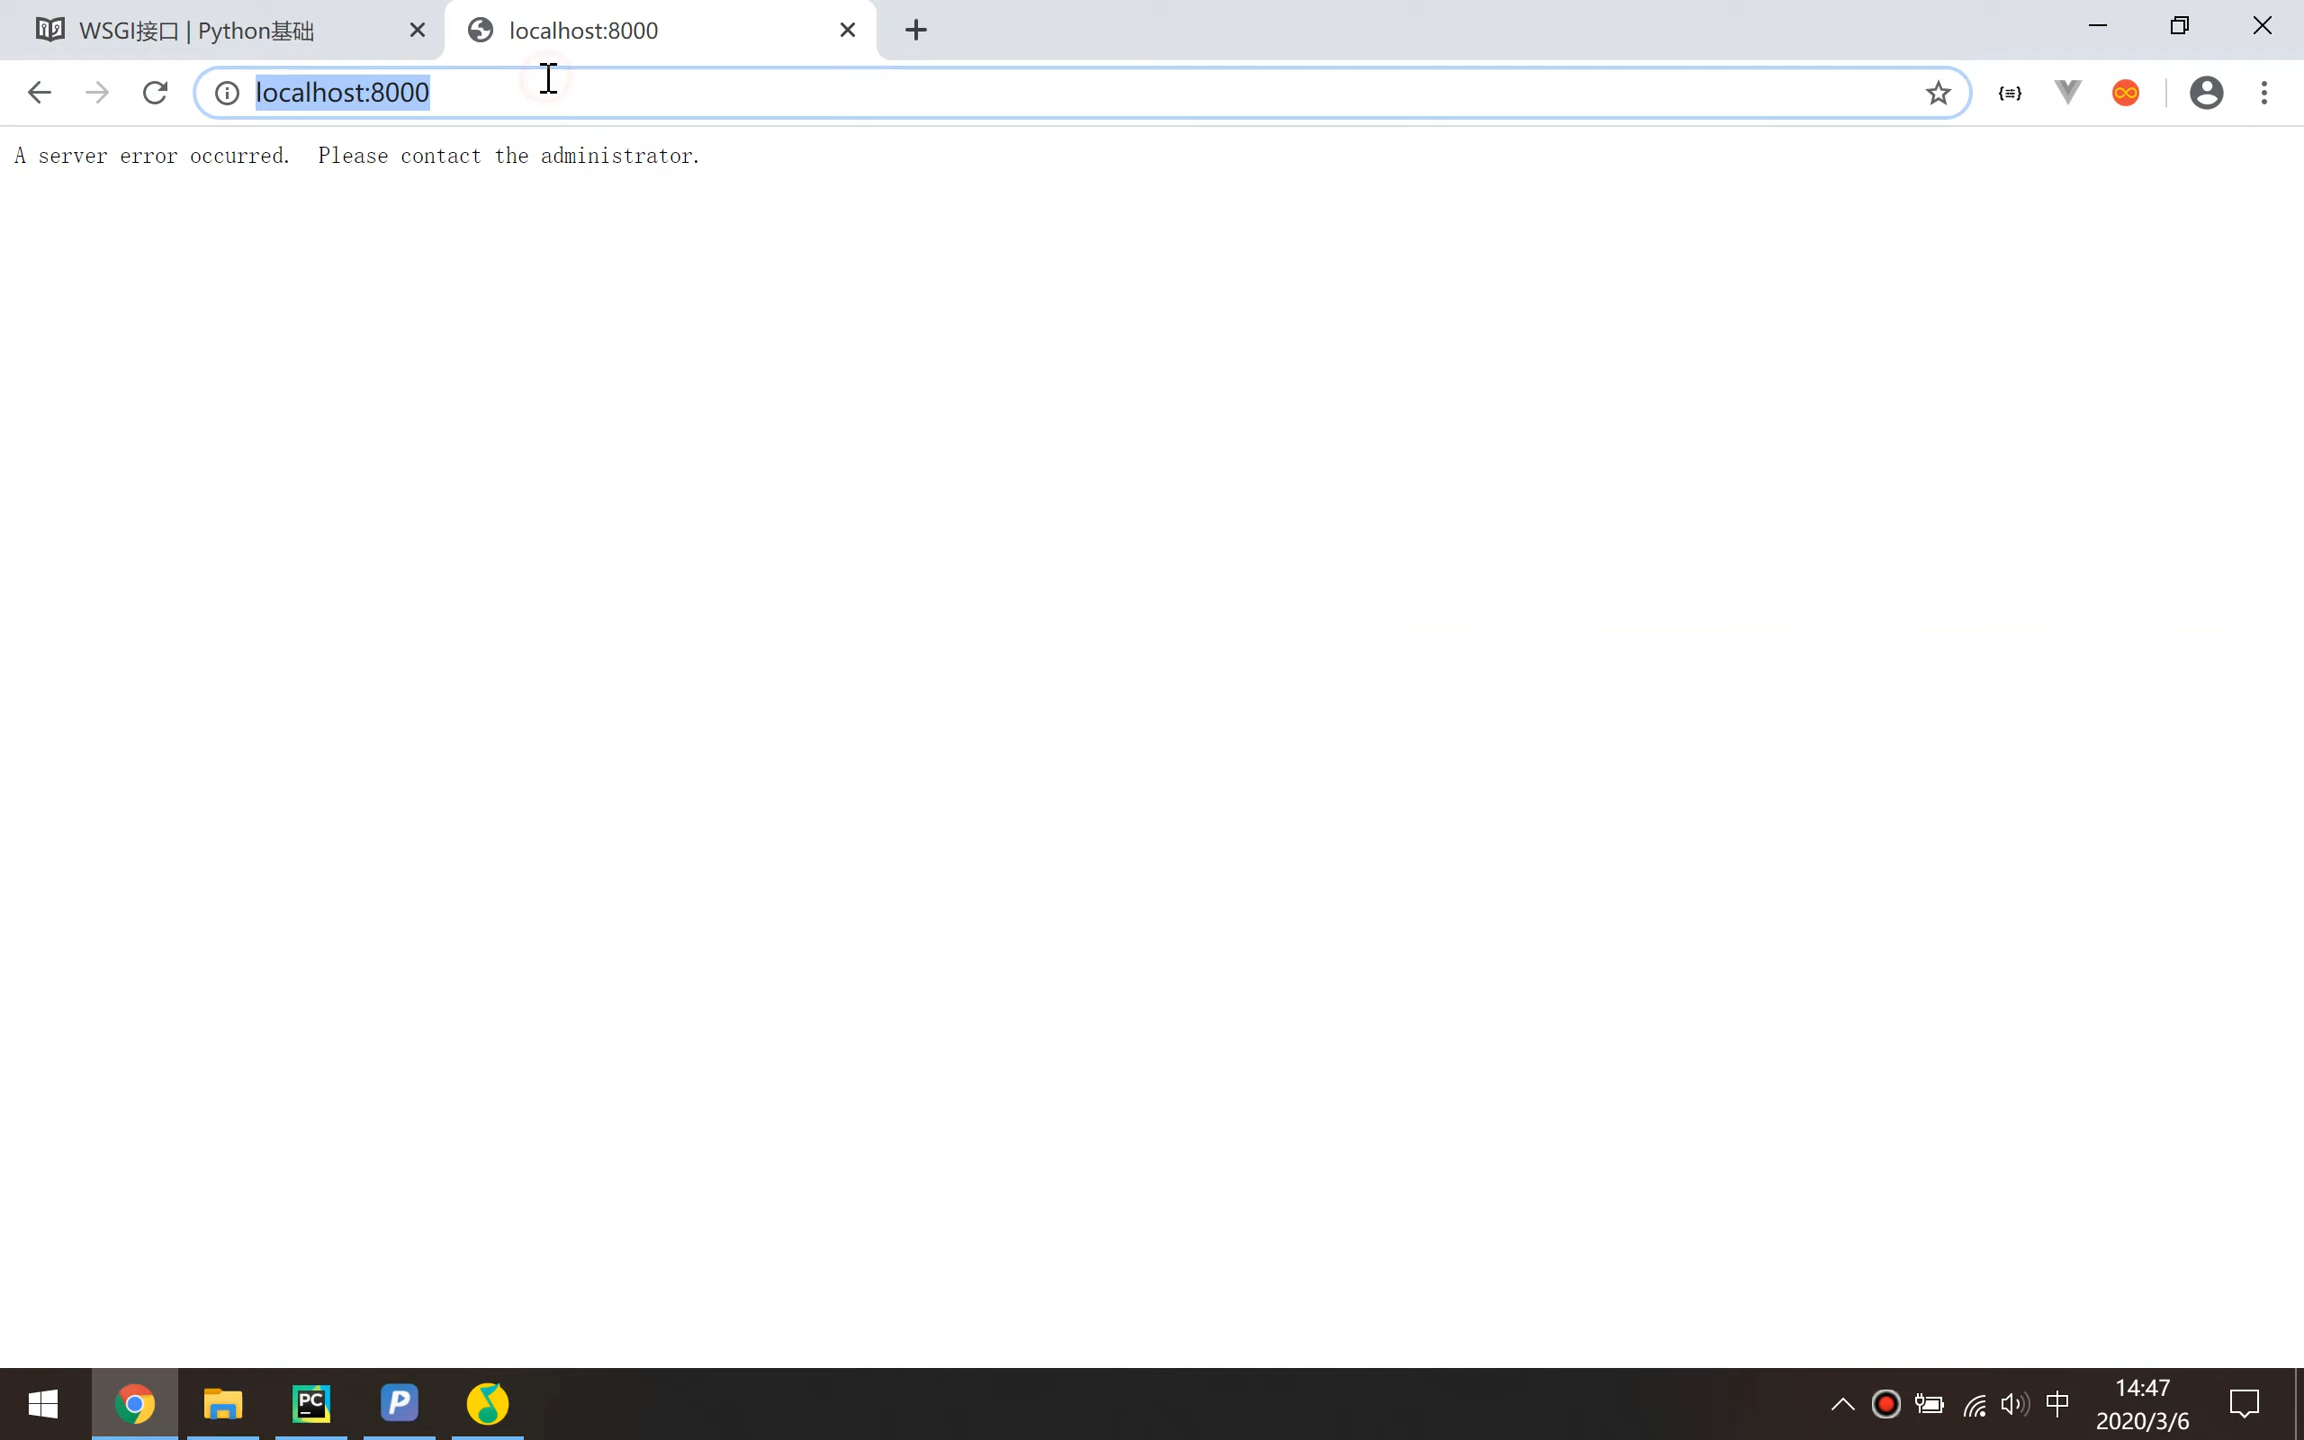 WSGI接口 | Python基础
localhost:8000
localhost:8000
{≡}
A server error occurred.  Please contact the administrator.
PC
P
中
14:47
2020/3/6